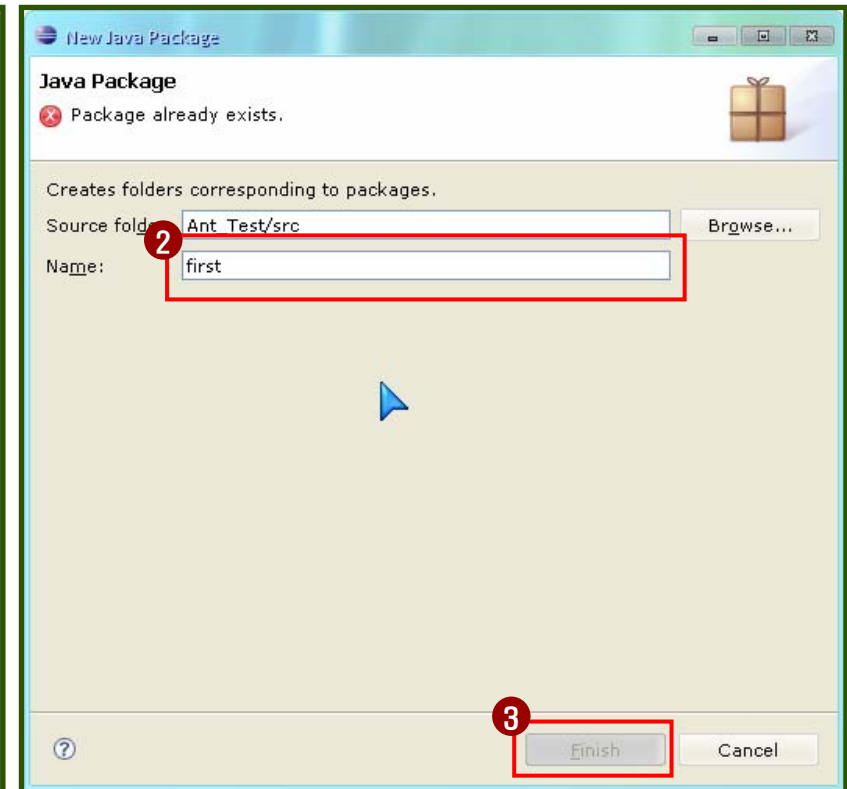 New Java Package
Java Package
Package already exists.
Creates folders corresponding to packages.
Source fold
Ant_Test/src
Browse...
2
Name:
first
3
Finish
Cancel